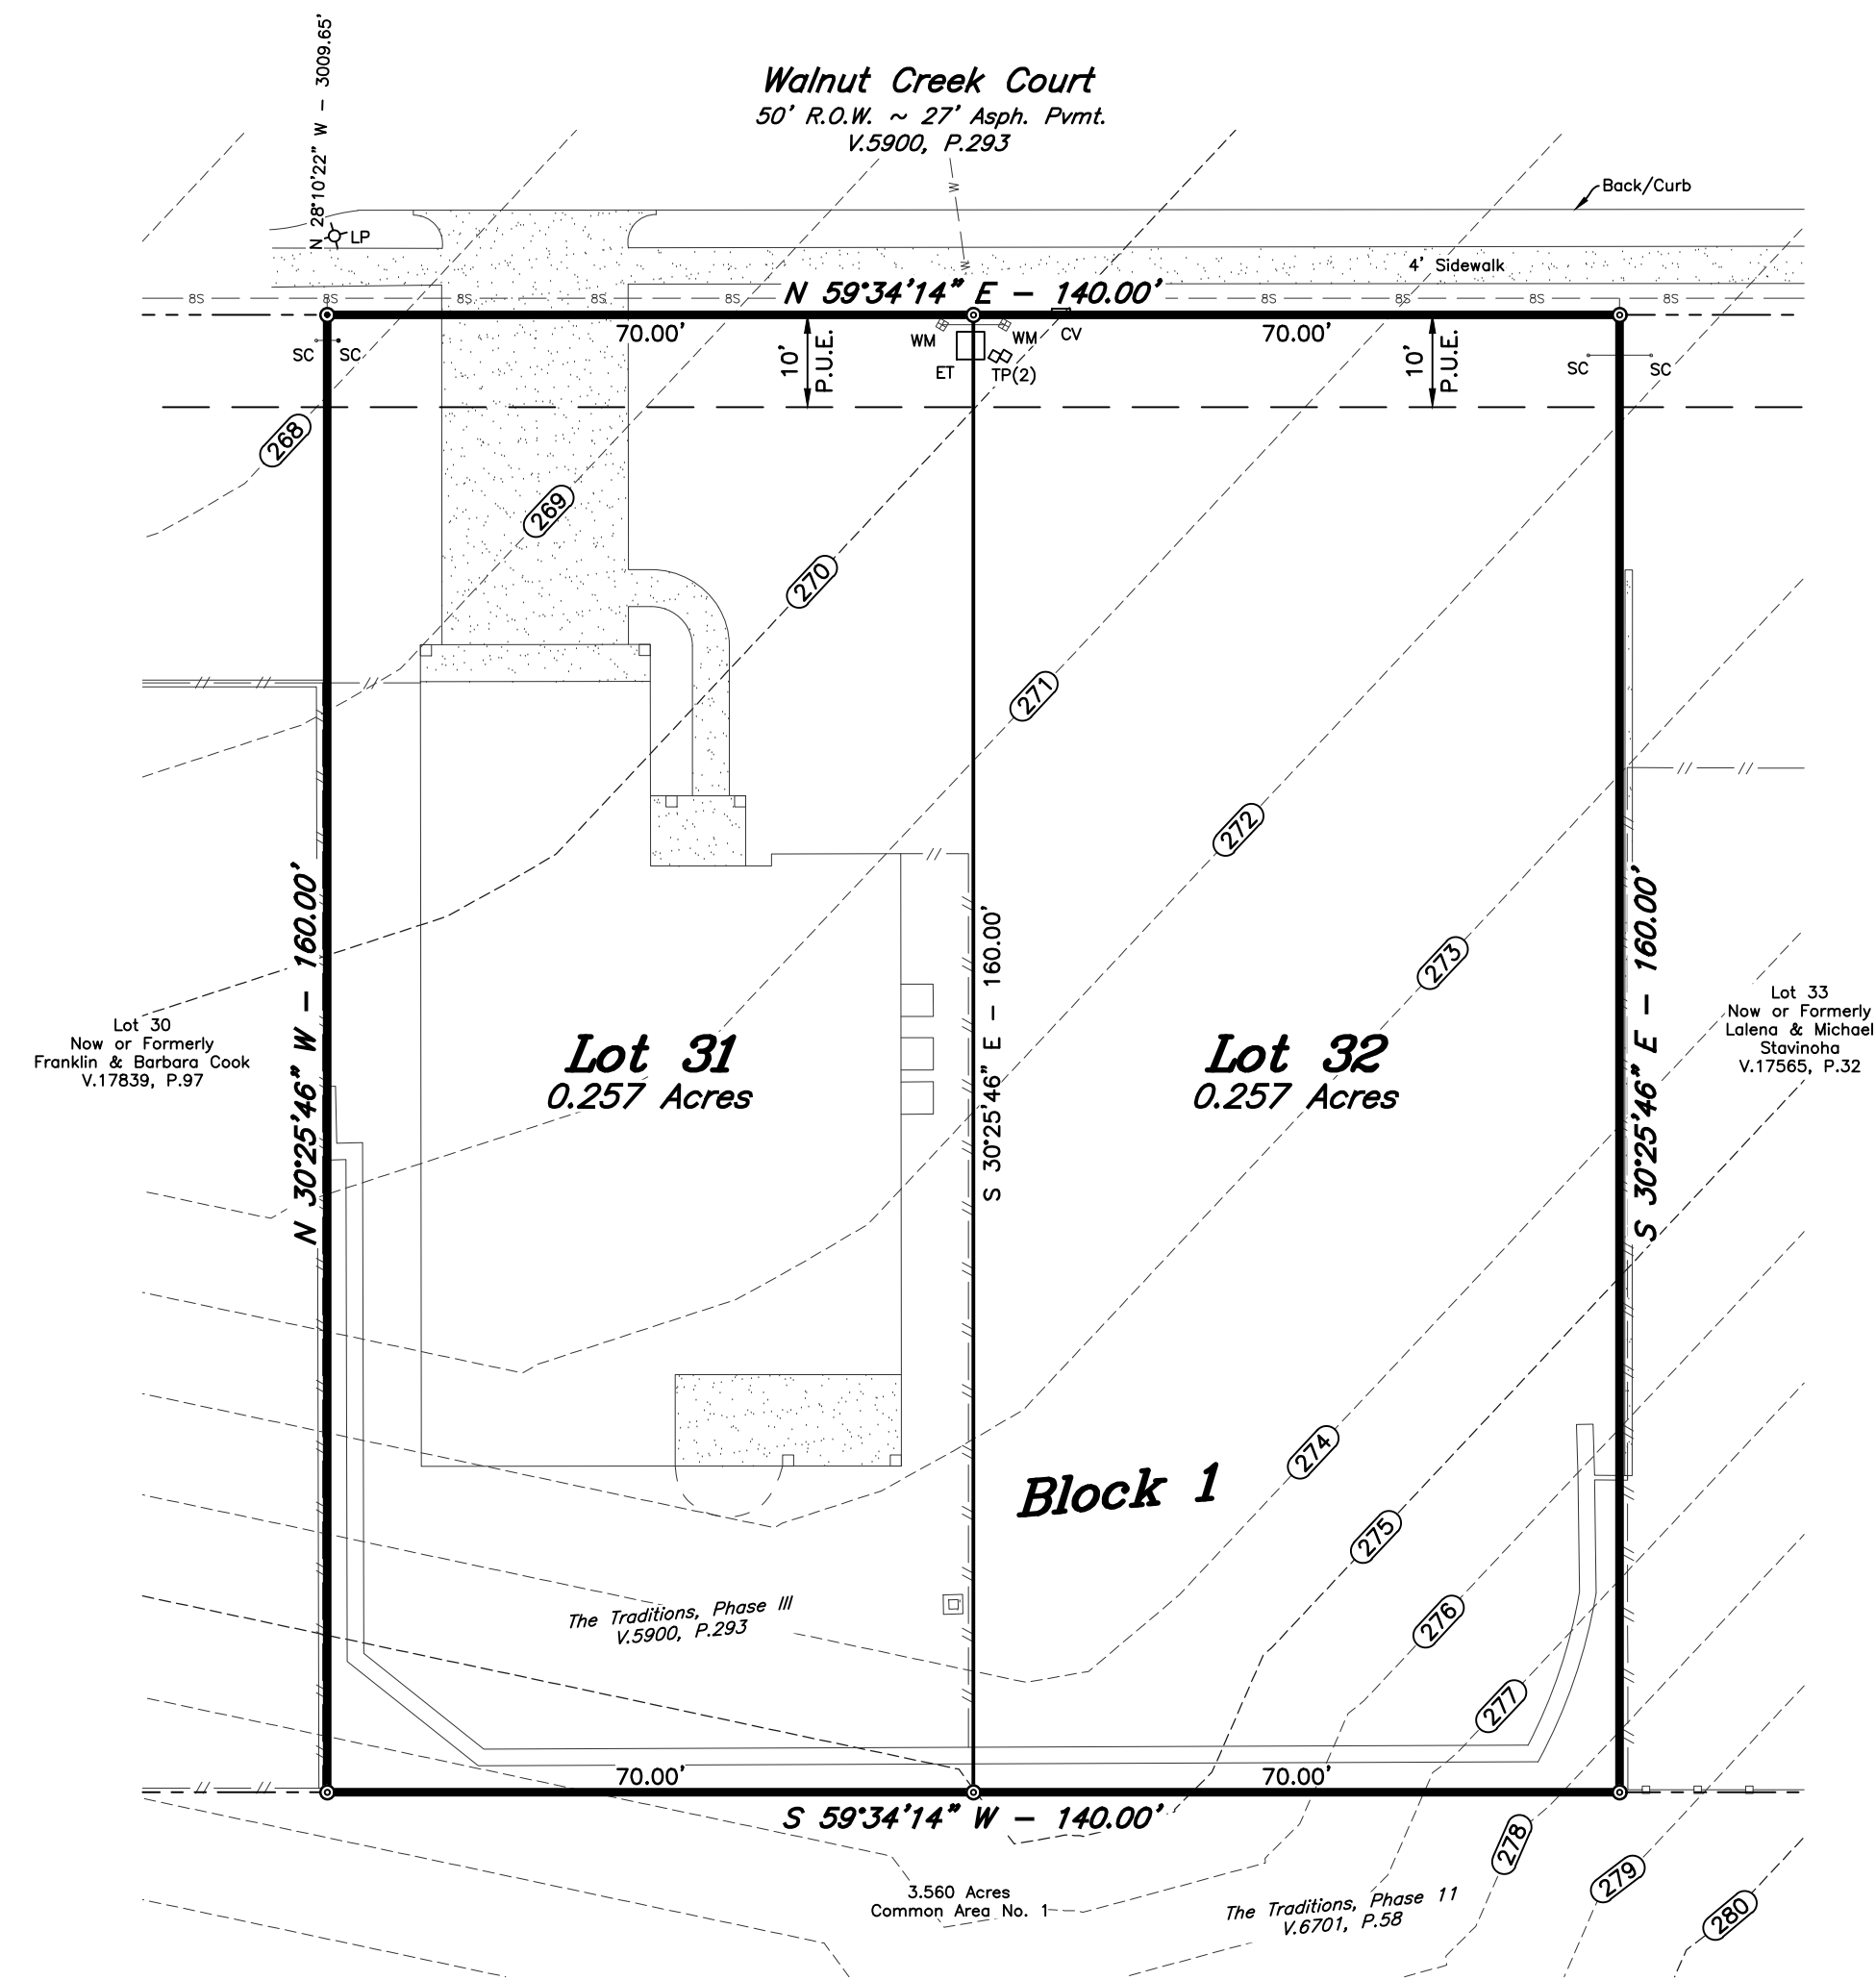 N 28°10'22" W - 3009.65'
Walnut Creek Court
50' R.O.W. ~ 27' Asph. Pvmt.
V.5900, P.293
W
W
Back/Curb
LP
4' Sidewalk
8S 8S 8S 8S 8S 8S 8S 8S 8S
N 59°34'14" E - 140.00'
70.00'
70.00'
SC SC
WM
WM
CV
ET
TP(2)
10'
P.U.E.
10'
P.U.E.
SC
SC
268
269
270
271
272
273
N 30°25'46" W - 160.00'
S 30°25'46" E - 160.00'
S 30°25'46" E - 160.00'
Lot 30
Now or Formerly
Franklin & Barbara Cook
V.17839, P.97
Lot 31
0.257 Acres
Lot 32
0.257 Acres
Lot 33
Now or Formerly
Lalena & Michael
Stavinoha
V.17565, P.32
274
Block 1
275
276
277
The Traditions, Phase III
V.5900, P.293
70.00'
70.00'
S 59°34'14" W - 140.00'
278
279
280
3.560 Acres
Common Area No. 1
The Traditions, Phase 11
V.6701, P.58